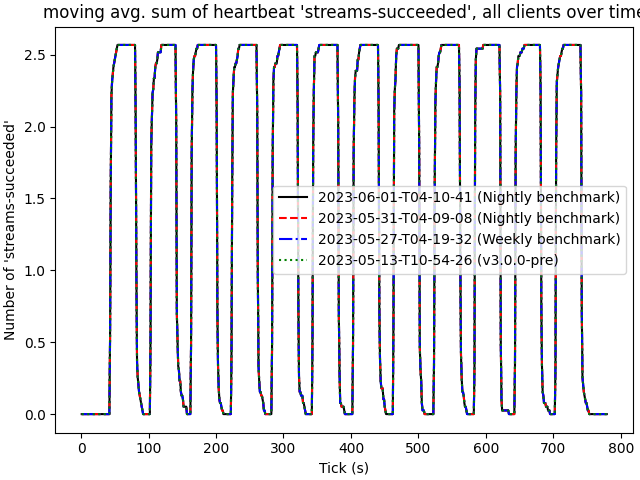 moving avg. sum of heartbeat 'streams-succeeded', all clients over time
Number of 'streams-succeeded'
2.5
2.0
1.5
1.0
0.5
0.0
2023-06-01-T04-10-41 (Nightly benchmark)
2023-05-31-T04-09-08 (Nightly benchmark)
2023-05-27-T04-19-32 (Weekly benchmark)
2023-05-13-T10-54-26 (v3.0.0-pre)
0 100 200 300 400 500 600 700 800
Tick (s)